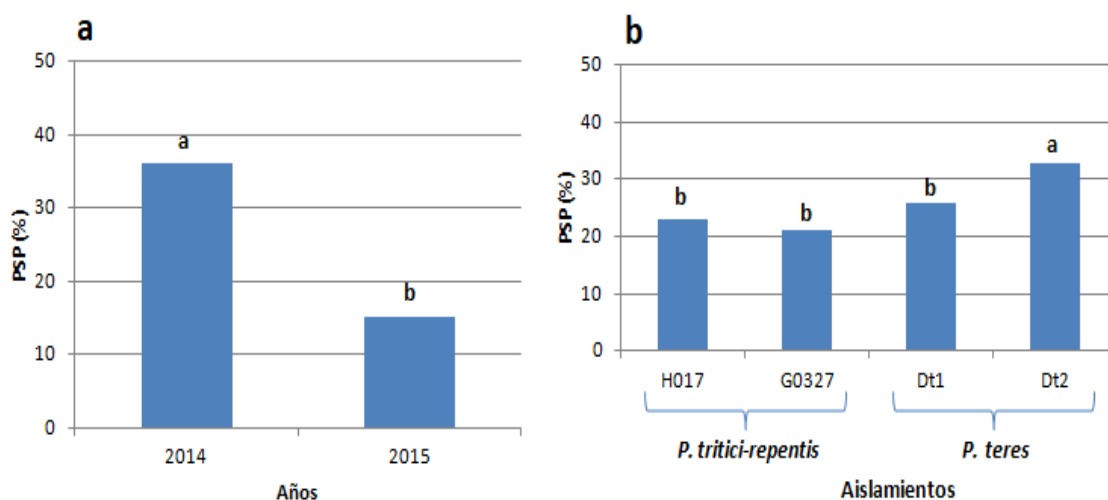 a
50
40
30
20
10
0
PSP (%)
a
b
2014
2015
Años
b
50
40
30
20
10
0
PSP (%)
b
b
b
a
H017
G0327
Dt1
Dt2
P. tritici-repentis
P. teres
Aislamientos